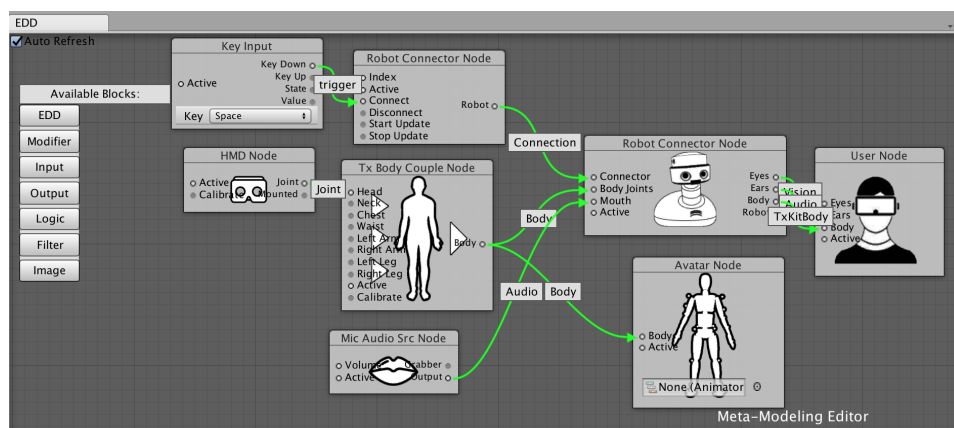 EDD
Auto Refresh
Available Blocks:
EDD
Modifier
Input
Output
Logic
Filter
Image
Key Input
Key Down
Key Up
Active
State
Value
Key Space
trigger
Robot Connector Node
Index
Active
Connect
Robot
Disconnect
Start Update
Stop Update
Connection
HMD Node
Active Joint
Calibrate Mounted
Joint
Tx Body Couple Node
Head
Neck
Chest
Waist
Left Arm
Right Arm
Body
Left Leg
Right Leg
Active
Calibrate
Body
Audio Body
Mic Audio Src Node
Volume Grabber
Active Output
Robot Connector Node
Connector Eyes
Body Joints Ears
Mouth Body
Active Robot
Vision
Audio
TxKitBody
User Node
Eyes
Ears
Body
Active
Avatar Node
Body
Active
None (Animator
Meta-Modeling Editor